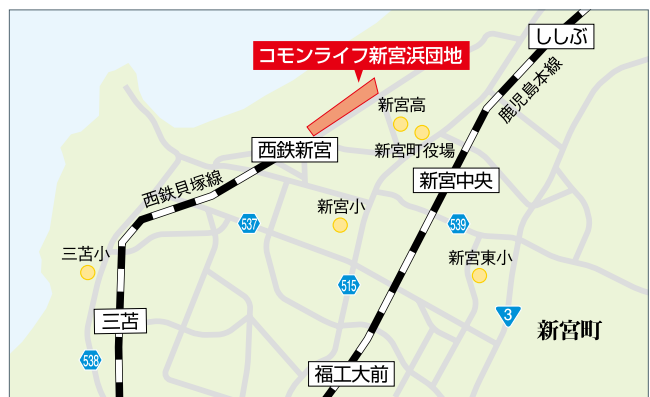 ししぶ
コモンライフ新宮浜団地
鹿児島本線
新宮高
新宮町役場
西鉄新宮
新宮中央
西鉄貝塚線
新宮小
537
539
三苫小
新宮東小
515
三苫
3
新宮町
538
福工大前